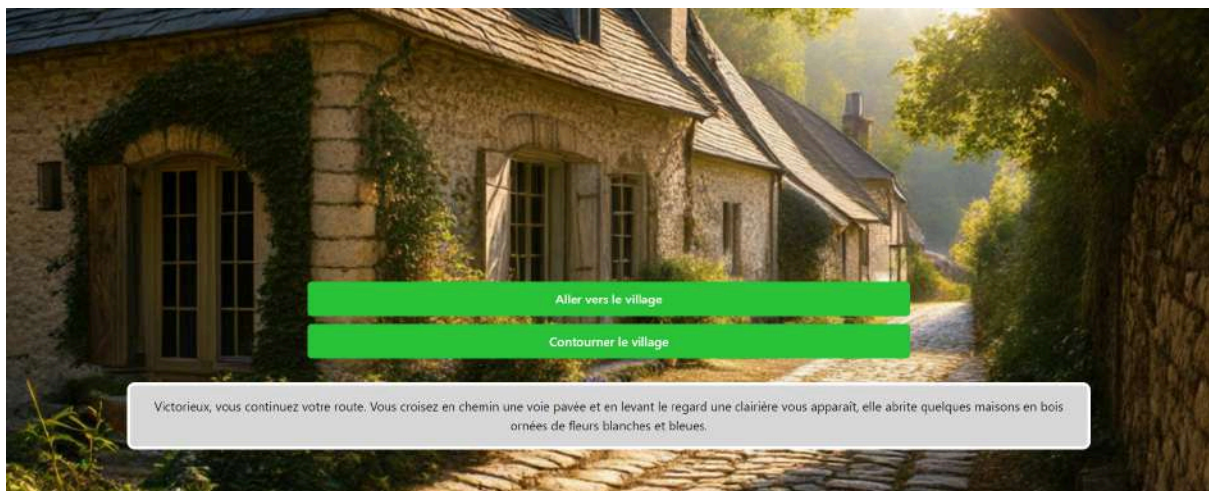 Aller vers le village
Contourner le village
Victorieux, vous continuez votre route. Vous croisez en chemin une voie pavée et en levant le regard une clairière vous apparaît, elle abrite quelques maisons en bois
ornées de fleurs blanches et bleues.